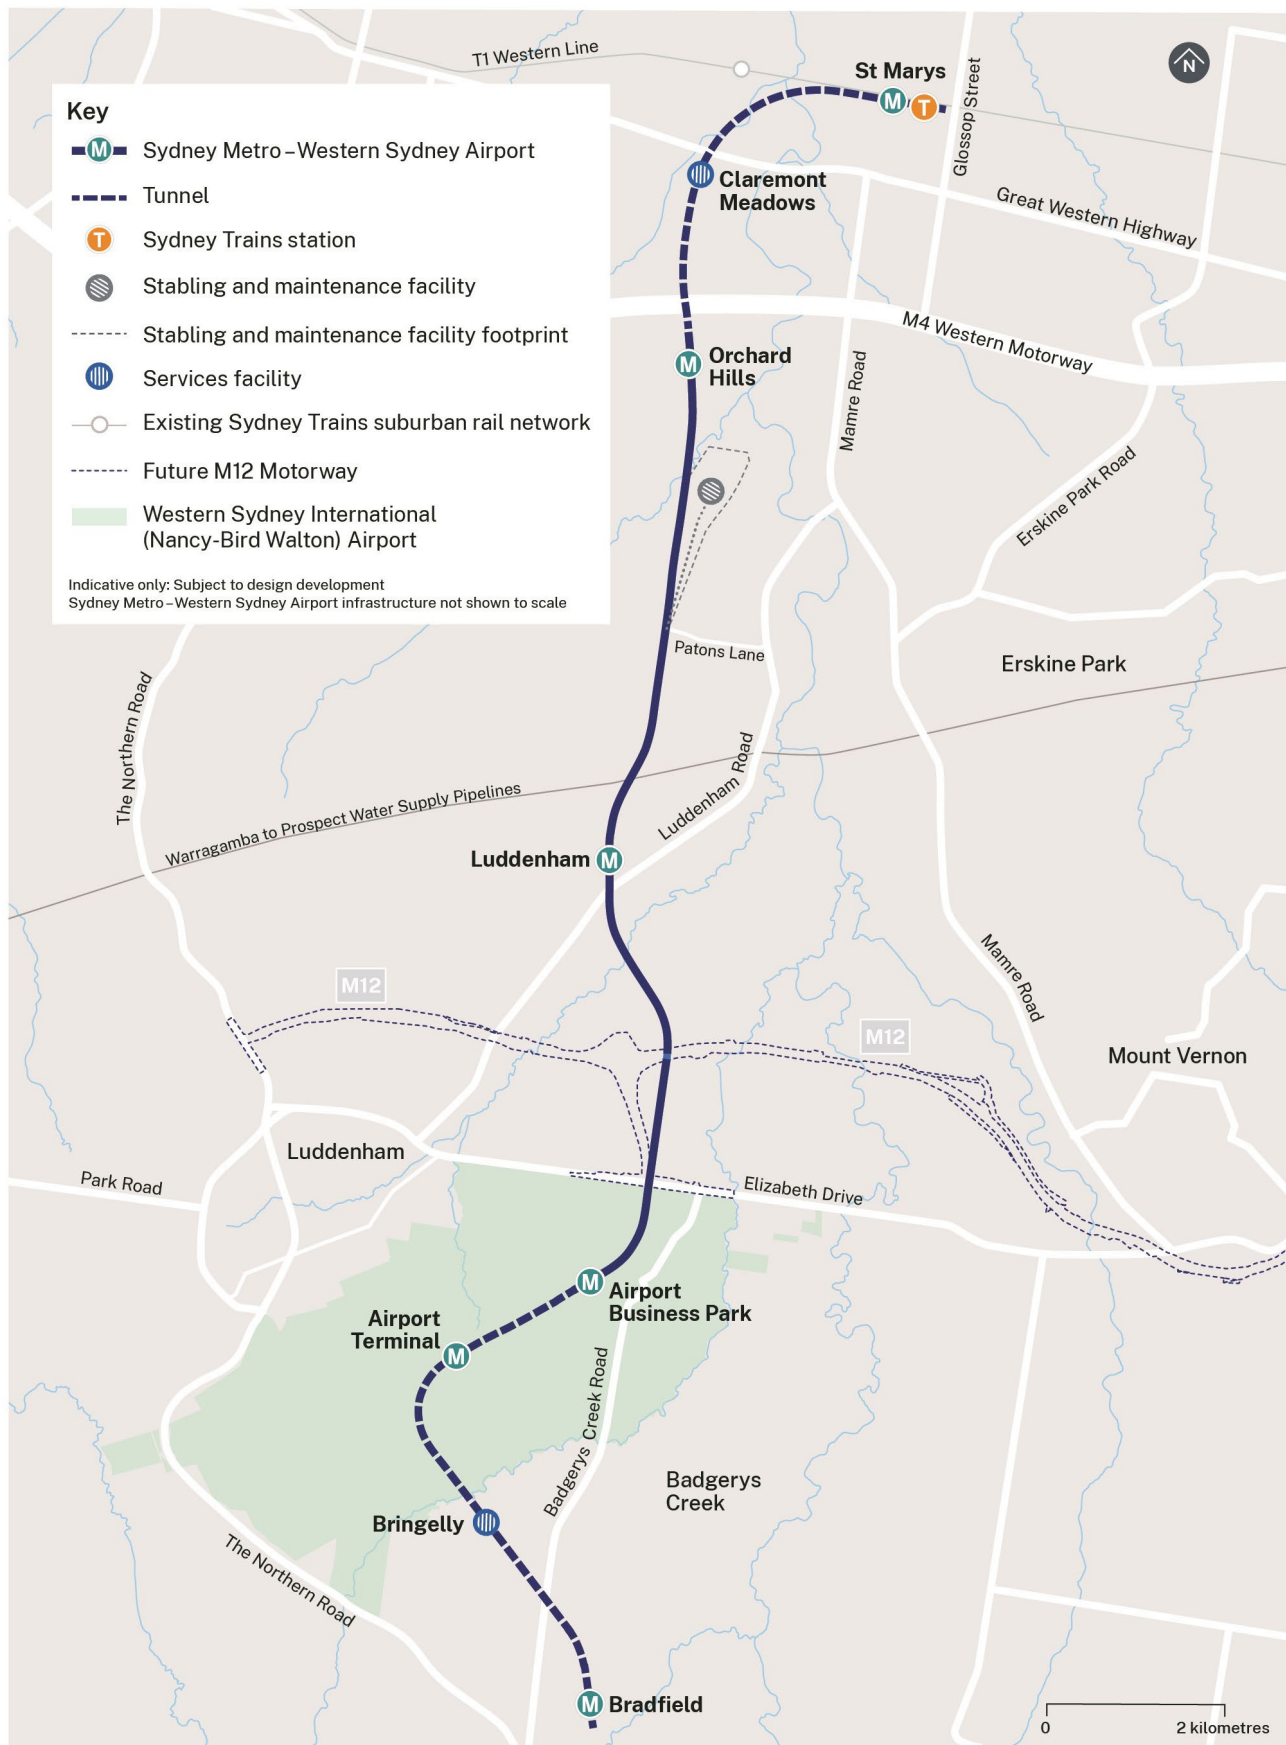 T1 Western Line
St Marys
M
T
N
Glossop Street
Key
M
Sydney Metro – Western Sydney Airport
Tunnel
T
Sydney Trains station
Stabling and maintenance facility
Stabling and maintenance facility footprint
Services facility
Existing Sydney Trains suburban rail network
Future M12 Motorway
Western Sydney International
(Nancy-Bird Walton) Airport
Indicative only: Subject to design development
Sydney Metro – Western Sydney Airport infrastructure not shown to scale
Claremont
Meadows
Great Western Highway
M4 Western Motorway
M
Orchard
Hills
Mamre Road
Erskine Park Road
Patons Lane
Erskine Park
The Northern Road
Warragamba to Prospect Water Supply Pipelines
Luddenham Road
Luddenham
M
M12
M12
Mamre Road
Mount Vernon
Luddenham
Park Road
Elizabeth Drive
M
Airport
Business Park
Airport
Terminal
M
Badgerys Creek Road
Badgerys
Creek
Bringelly
The Northern Road
M
Bradfield
0
2 kilometres